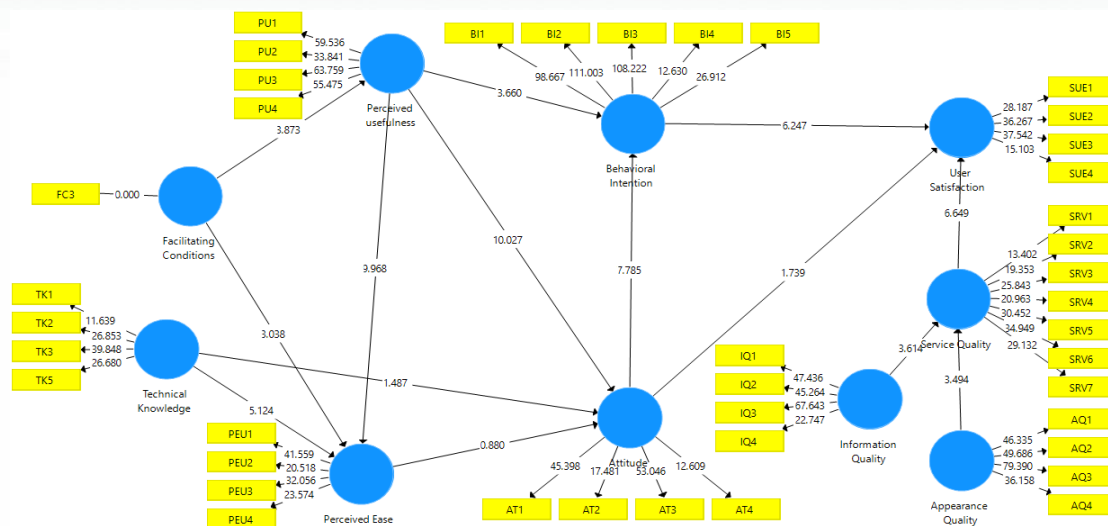 PU1
PU2
PU3
PU4
59.536
33.841
63.759
55.475
Perceived
usefulness
BI1
BI2
BI3
BI4
BI5
98.667
111.003
108.222
12.630
26.912
Behavioral
Intention
3.660
6.247
SUE1
SUE2
SUE3
SUE4
28.187
36.267
37.542
15.103
User
Satisfaction
3.873
FC3
0.000
Facilitating
Conditions
9.968
10.027
7.785
1.739
6.649
SRV1
SRV2
SRV3
SRV4
SRV5
SRV6
SRV7
13.402
19.353
25.843
20.963
30.452
34.949
29.132
Service Quality
TK1
TK2
TK3
TK5
11.639
26.853
39.848
26.680
Technical
Knowledge
3.038
1.487
5.124
3.614
3.494
IQ1
IQ2
IQ3
IQ4
47.436
45.264
67.643
22.747
Information
Quality
PEU1
PEU2
PEU3
PEU4
41.559
20.518
32.056
23.574
Perceived Ease
0.880
Attitude
45.398
17.481
53.046
12.609
AT1
AT2
AT3
AT4
AQ1
AQ2
AQ3
AQ4
46.335
49.686
79.390
36.158
Appearance
Quality